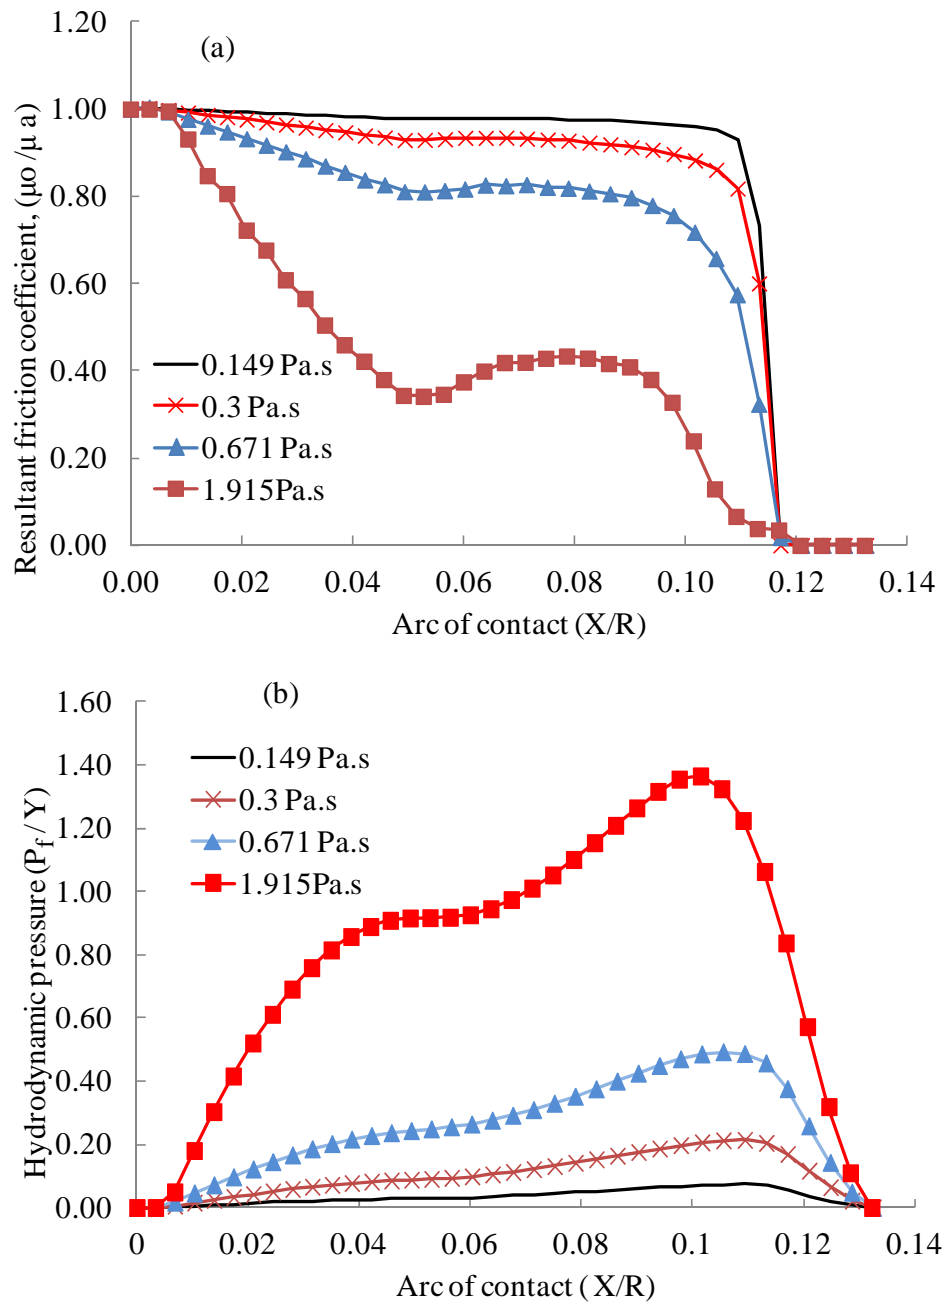 (a)
Resultant friction coefficient, (μo /μ a)
1.20
1.00
0.80
0.60
0.40
0.20
0.00
0.149 Pa.s
0.3 Pa.s
0.671 Pa.s
1.915Pa.s
0.00 0.02 0.04 0.06 0.08 0.10 0.12 0.14
Arc of contact (X/R)
(b)
Hydrodynamic pressure (Pf / Y)
1.60
1.40
1.20
1.00
0.80
0.60
0.40
0.20
0.00
0.149 Pa.s
0.3 Pa.s
0.671 Pa.s
1.915Pa.s
0 0.02 0.04 0.06 0.08 0.1 0.12 0.14
Arc of contact ( X/R)